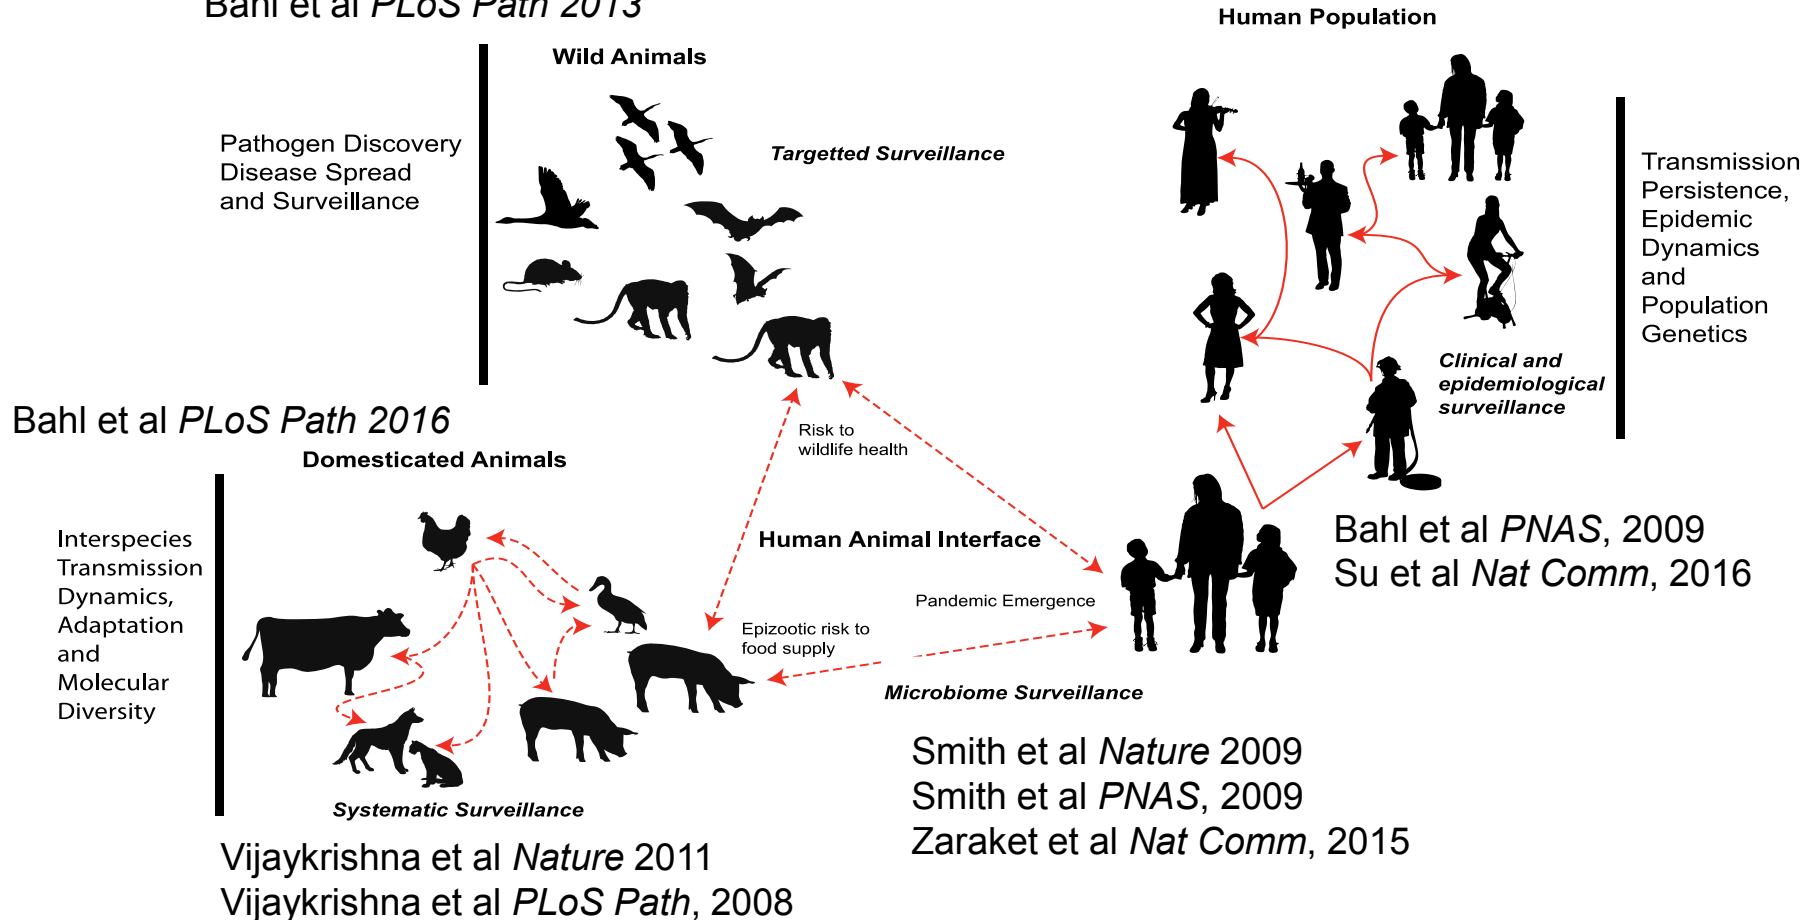 Bahl et al PLoS Path 2013
Human Population
Wild Animals
Pathogen Discovery
Disease Spread
and Surveillance
Targetted Surveillance
Transmission
Persistence,
Epidemic
Dynamics
and
Population
Genetics
Clinical and
epidemiological
surveillance
Bahl et al PLoS Path 2016
Domesticated Animals
Risk to
wildlife health
Interspecies
Transmission
Dynamics,
Adaptation
and
Molecular
Diversity
Human Animal Interface
Bahl et al PNAS, 2009
Su et al Nat Comm, 2016
Pandemic Emergence
Epizootic risk to
food supply
Microbiome Surveillance
Systematic Surveillance
Smith et al Nature 2009
Smith et al PNAS, 2009
Zaraket et al Nat Comm, 2015
Vijaykrishna et al Nature 2011
Vijaykrishna et al PLoS Path, 2008